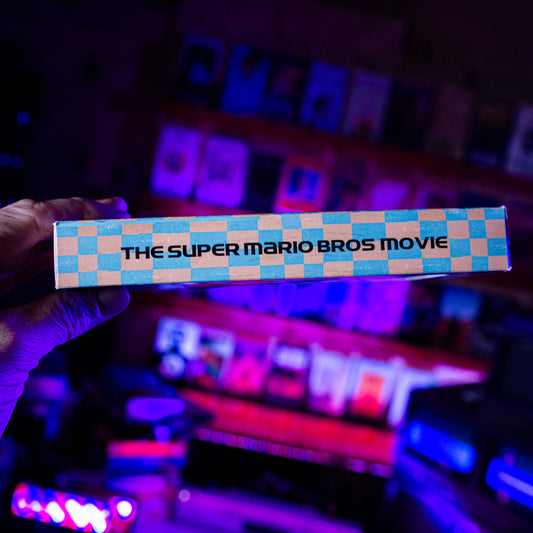 THE SUPER MARIO BROS MOVIE